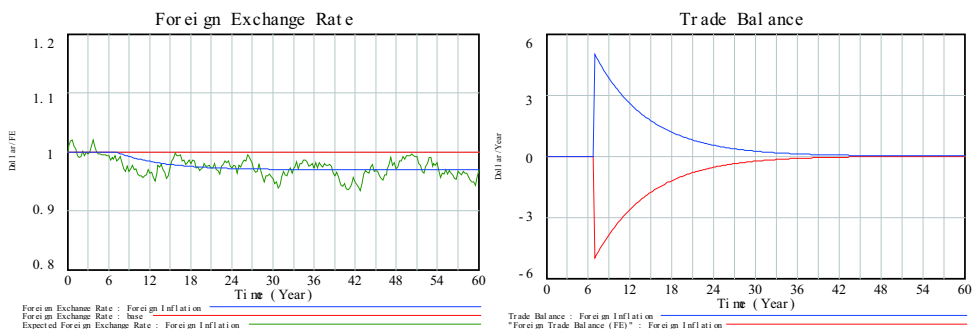 Foreign Exchange Rate
1.2
1.1
1
0.9
0.8
Dollar/FE
0 6 12 18 24 30 36 42 48 54 60
Time (Year)
Foreign Exchange Rate : Foreign Inflation
Foreign Exchange Rate : base
Expected Foreign Exchange Rate : Foreign Inflation
Trade Balance
6
3
0
-3
-6
Dollar/Year
0 6 12 18 24 30 36 42 48 54 60
Time (Year)
Trade Balance : Foreign Inflation
"Foreign Trade Balance (FE)" : Foreign Inflation